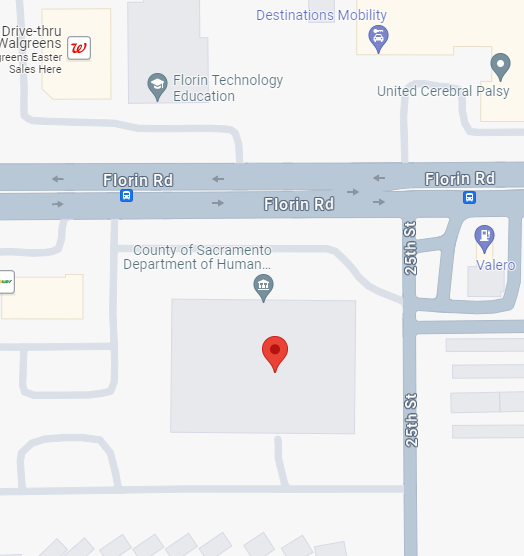 Destinations Mobility
Drive-thru
Walgreens
greens Easter
Sales Here
Florin Technology
Education
United Cerebral Palsy
Florin Rd
Florin Rd
Florin Rd
25th St
County of Sacramento
Department of Human...
Valero
25th St